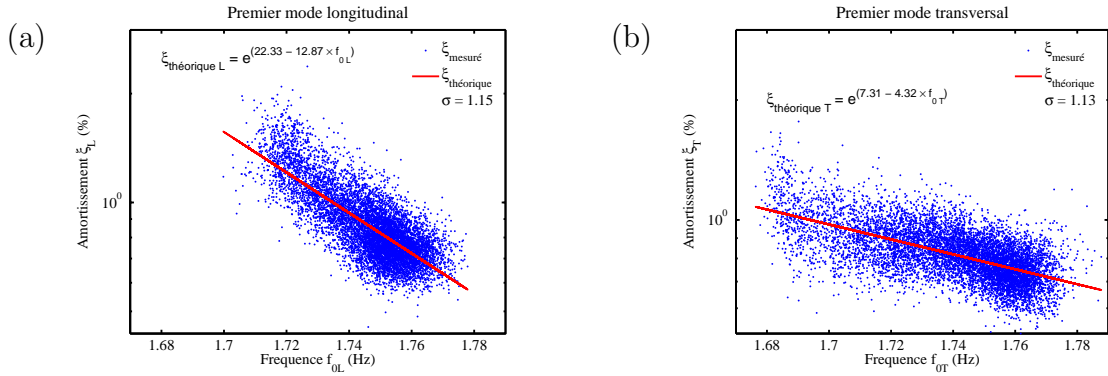 Premier mode longitudinal
(a)
ξthéorique L = e^(22.33 − 12.87 × f0 L)
ξmesuré
ξthéorique
σ = 1.15
Amortissement ξL (%)
10^0
1.68 1.7 1.72 1.74 1.76 1.78
Frequence f0L (Hz)
Premier mode transversal
(b)
ξmesuré
ξthéorique
σ = 1.13
ξthéorique T = e^(7.31 − 4.32 × f0 T)
Amortissement ξT (%)
10^0
1.68 1.7 1.72 1.74 1.76 1.78
Frequence f0T (Hz)